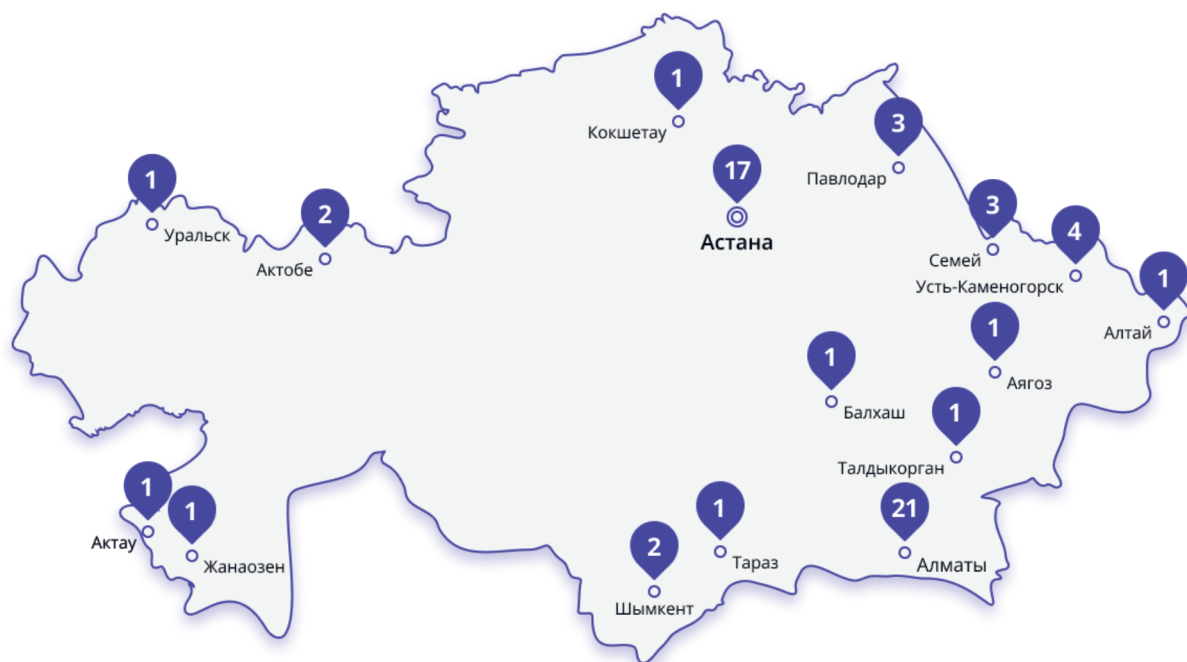 1
Кокшетау
3
Павлодар
17
Астана
1
Уральск
2
Актобе
3
Семей
4
Усть-Каменогорск
1
Алтай
1
Аягоз
1
Балхаш
1
Талдыкорган
1
Актау
1
Жанаозен
2
Шымкент
1
Тараз
21
Алматы